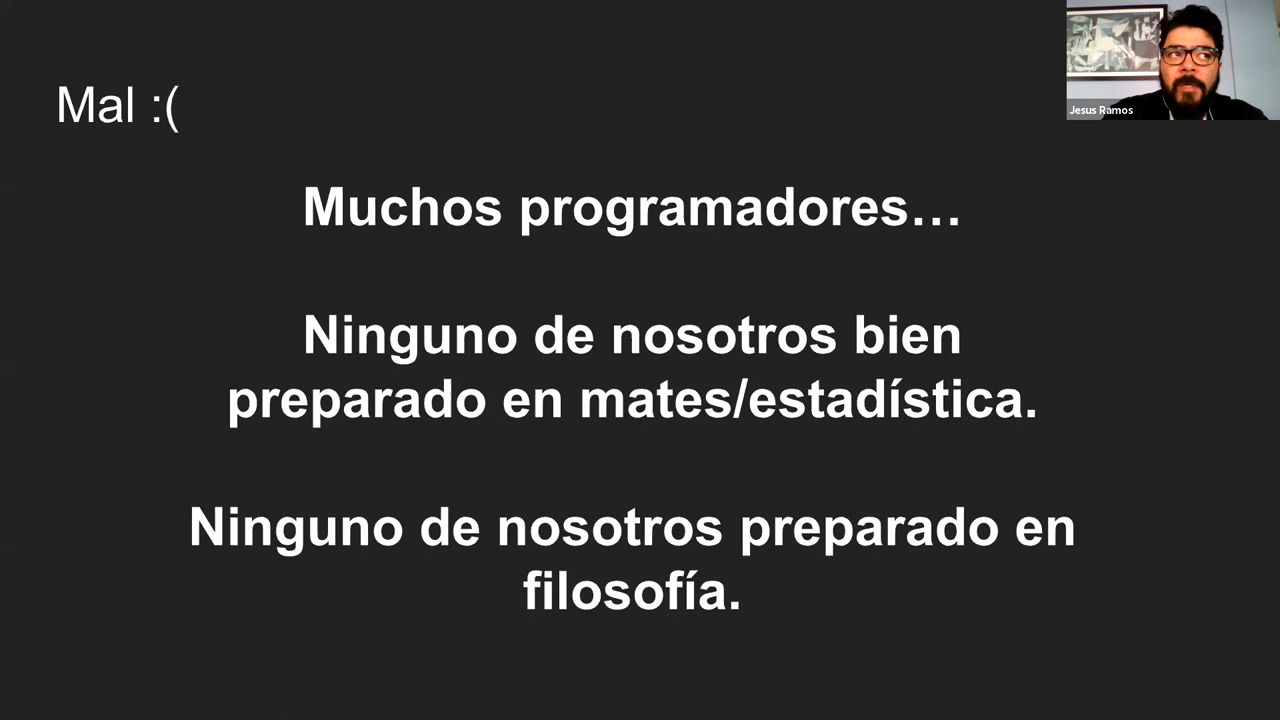 Mal :(
Jesus Ramos
Muchos programadores…
Ninguno de nosotros bien
preparado en mates/estadística.
Ninguno de nosotros preparado en
filosofía.